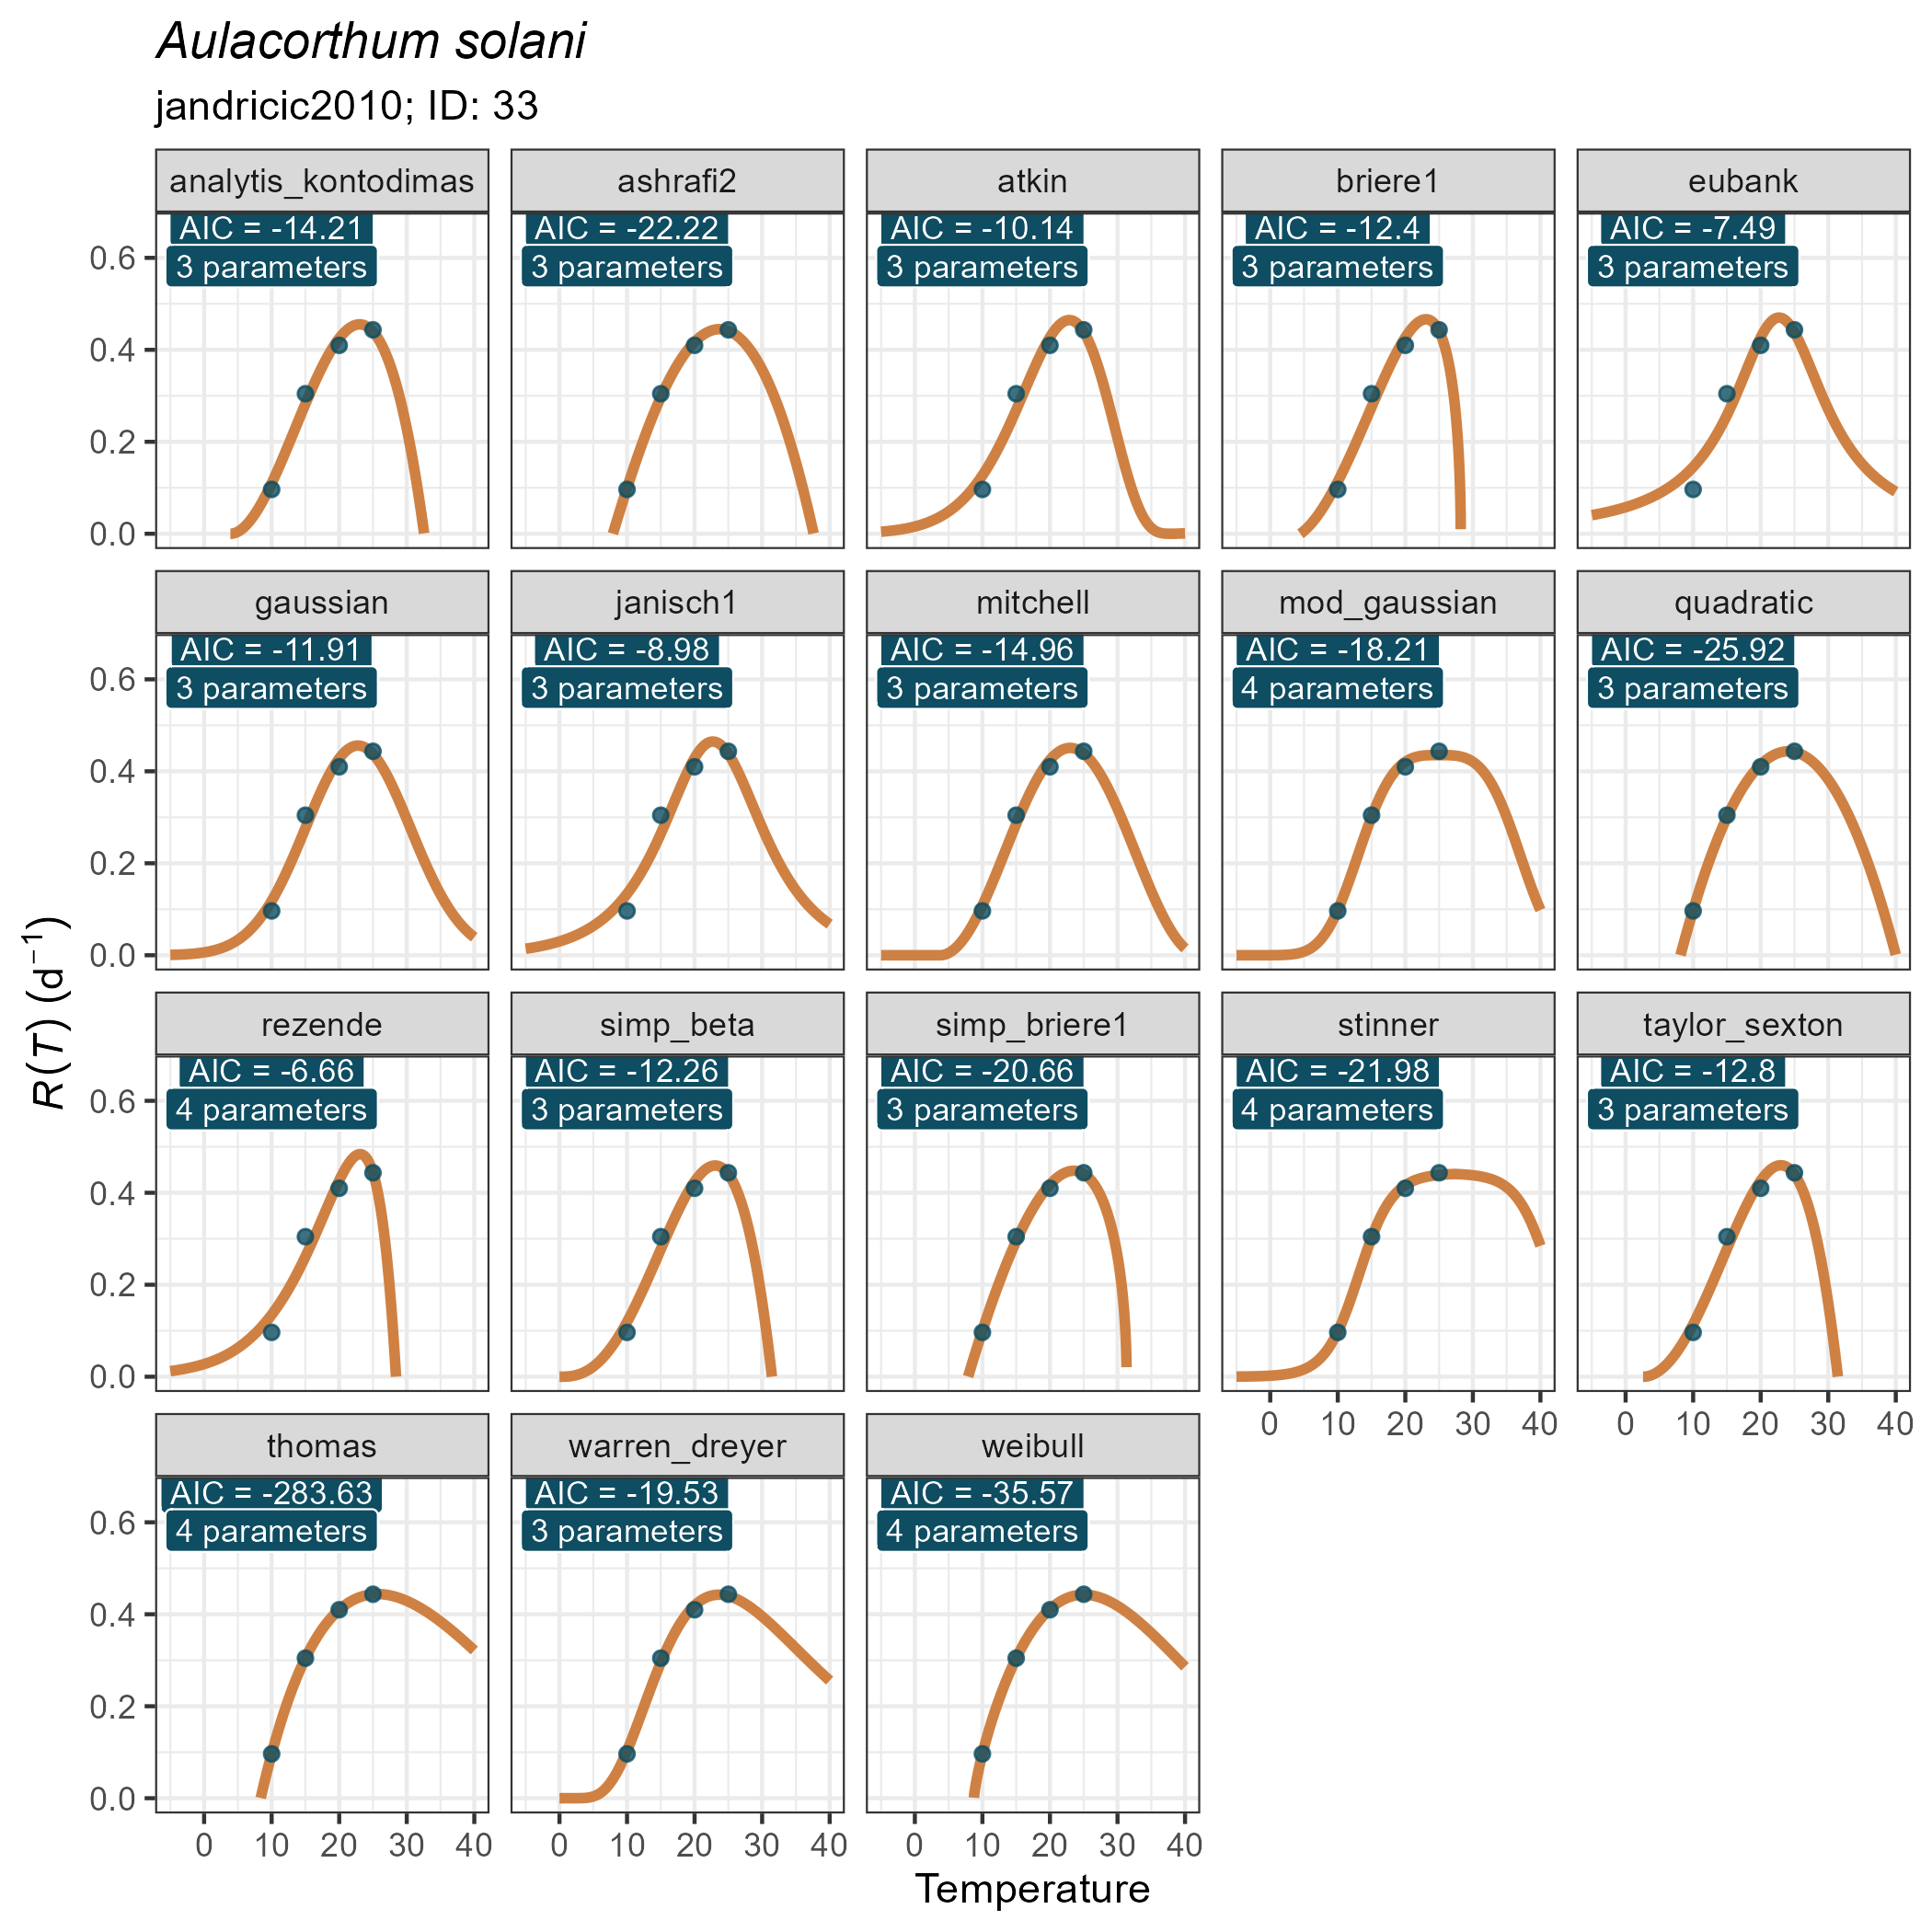 Aulacorthum solani
jandricic2010; ID: 33
analytis_kontodimas ashrafi2 atkin briere1 eubank
AIC = -14.21 AIC = -22.22 AIC = -10.14 AIC = -12.4 AIC = -7.49
3 parameters 3 parameters 3 parameters 3 parameters 3 parameters
0.6
0.4
0.2
0.0
gaussian janisch1 mitchell mod_gaussian quadratic
AIC = -11.91 AIC = -8.98 AIC = -14.96 AIC = -18.21 AIC = -25.92
3 parameters 3 parameters 3 parameters 4 parameters 3 parameters
0.6
0.4
0.2
0.0
R(T) (d⁻¹)
rezende simp_beta simp_briere1 stinner taylor_sexton
AIC = -6.66 AIC = -12.26 AIC = -20.66 AIC = -21.98 AIC = -12.8
4 parameters 3 parameters 3 parameters 4 parameters 3 parameters
0.6
0.4
0.2
0.0
0 10 20 30 40 0 10 20 30 40
thomas warren_dreyer weibull
AIC = -283.63 AIC = -19.53 AIC = -35.57
4 parameters 3 parameters 4 parameters
0.6
0.4
0.2
0.0
0 10 20 30 40 0 10 20 30 40 0 10 20 30 40
Temperature